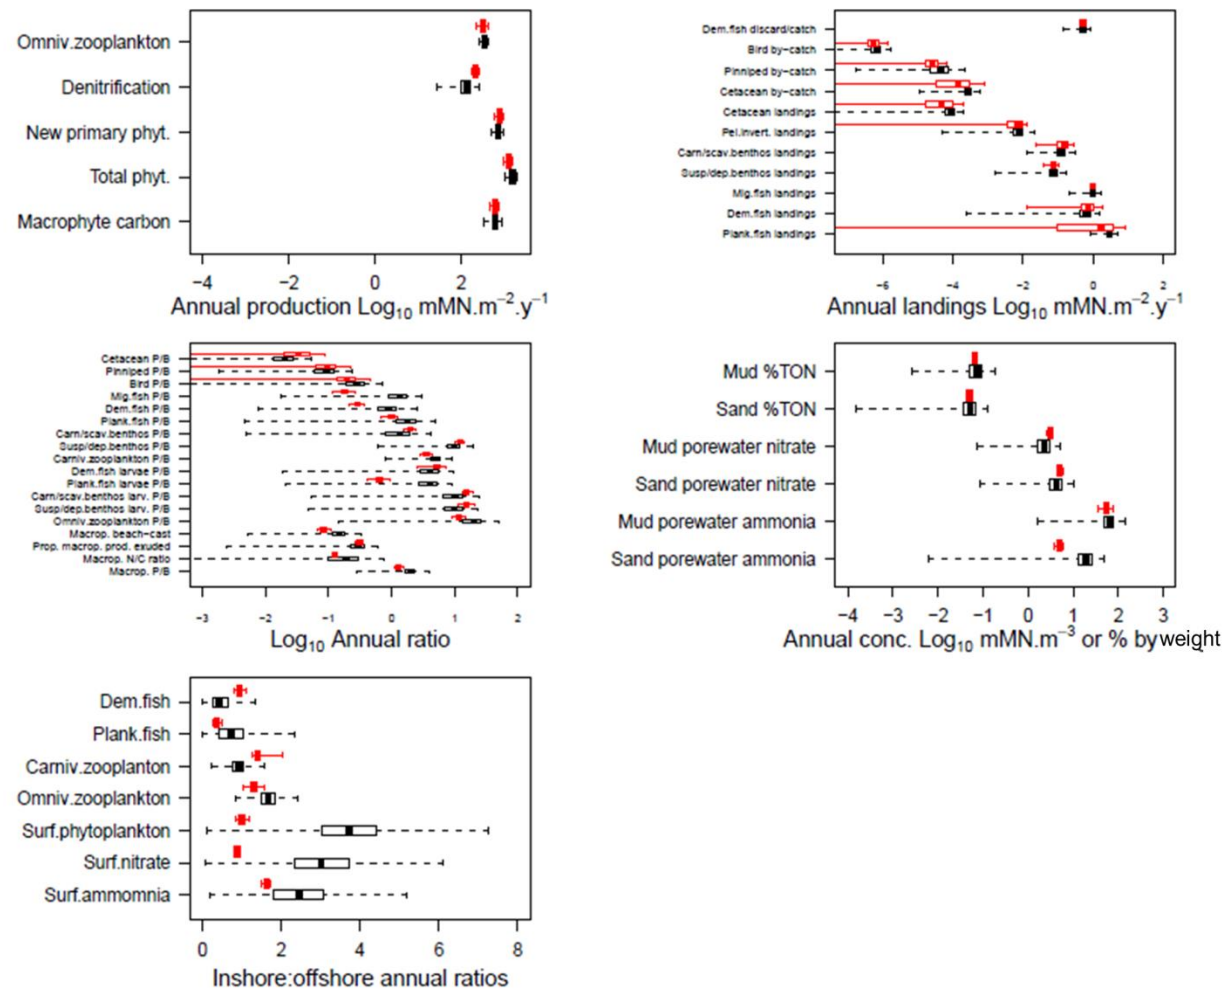 Omniv.zooplankton
Denitrification
New primary phyt.
Total phyt.
Macrophyte carbon
−4 −2 0 2
Annual production Log₁₀ mMN.m⁻².y⁻¹
Dem.fish discard/catch
Bird by−catch
Pinniped by−catch
Cetacean by−catch
Cetacean landings
Pel.invert. landings
Carn/scav.benthos landings
Susp/dep.benthos landings
Mig.fish landings
Dem.fish landings
Plank.fish landings
−6 −4 −2 0 2
Annual landings Log₁₀ mMN.m⁻².y⁻¹
Cetacean P/B
Pinniped P/B
Bird P/B
Mig.fish P/B
Dem.fish P/B
Plank.fish P/B
Carn/scav.benthos P/B
Susp/dep.benthos P/B
Carniv.zooplankton P/B
Dem.fish larvae P/B
Plank.fish larvae P/B
Carn/scav.benthos larv. P/B
Susp/dep.benthos larv. P/B
Omniv.zooplankton P/B
Macrop. beach−cast
Prop. macrop. prod. exuded
Macrop. N/C ratio
Macrop. P/B
−3 −2 −1 0 1 2
Log₁₀ Annual ratio
Mud %TON
Sand %TON
Mud porewater nitrate
Sand porewater nitrate
Mud porewater ammonia
Sand porewater ammonia
−4 −3 −2 −1 0 1 2 3
Annual conc. Log₁₀ mMN.m⁻³ or % by weight
Dem.fish
Plank.fish
Carniv.zooplanton
Omniv.zooplankton
Surf.phytoplankton
Surf.nitrate
Surf.ammomnia
0 2 4 6 8
Inshore:offshore annual ratios